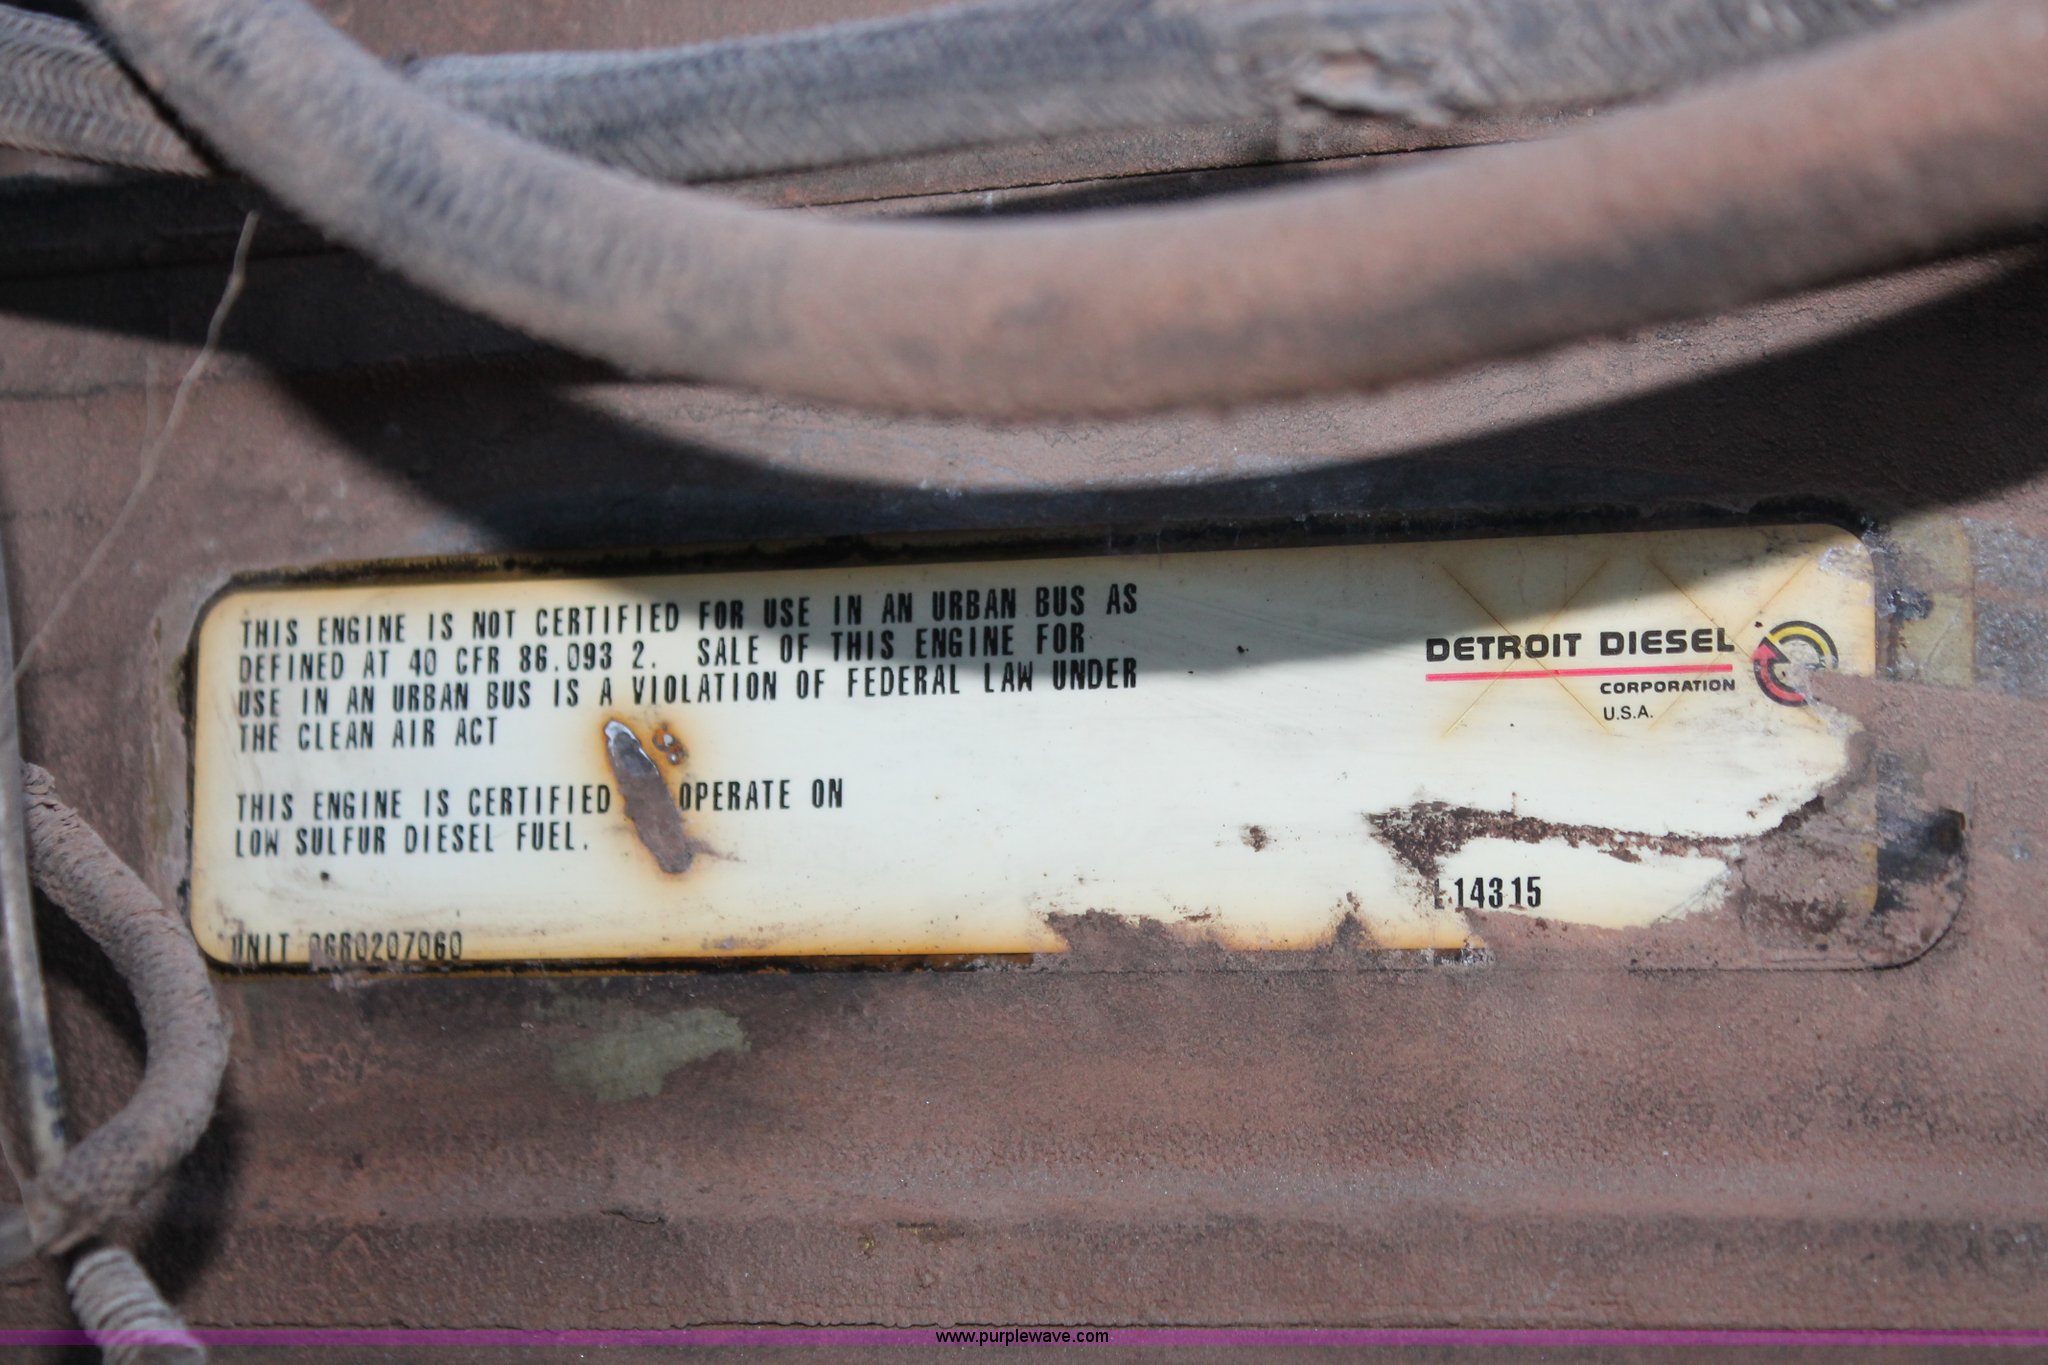 THIS ENGINE IS NOT CERTIFIED FOR USE IN AN URBAN BUS AS
DEFINED AT 40 CFR 86.093 2. SALE OF THIS ENGINE FOR
USE IN AN URBAN BUS IS A VIOLATION OF FEDERAL LAW UNDER
THE CLEAN AIR ACT
THIS ENGINE IS CERTIFIED OPERATE ON
LOW SULFUR DIESEL FUEL.
UNIT 06R0207060
DETROIT DIESEL
CORPORATION
U.S.A.
14315
www.purplewave.com